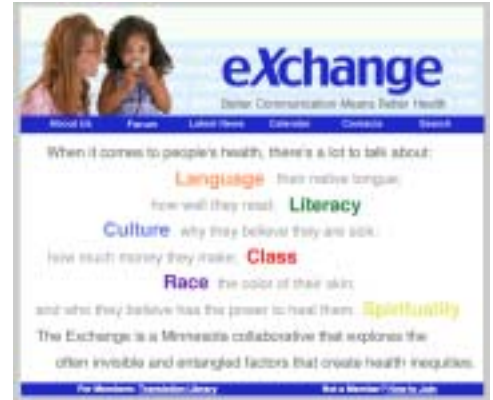 eXchange
Better Communication Means Better Health
About Us Forum Latest News Calendar Contacts Search
When it comes to people's health, there's a lot to talk about:
Language their native tongue;
how well they read: Literacy
Culture why they believe they are sick;
how much money they make: Class
Race the color of their skin;
and who they believe has the power to heal them: Spirituality
The Exchange is a Minnesota collaborative that explores the
often invisible and entangled factors that create health inequities.
For Members: Translation Library Not a Member? How to Join